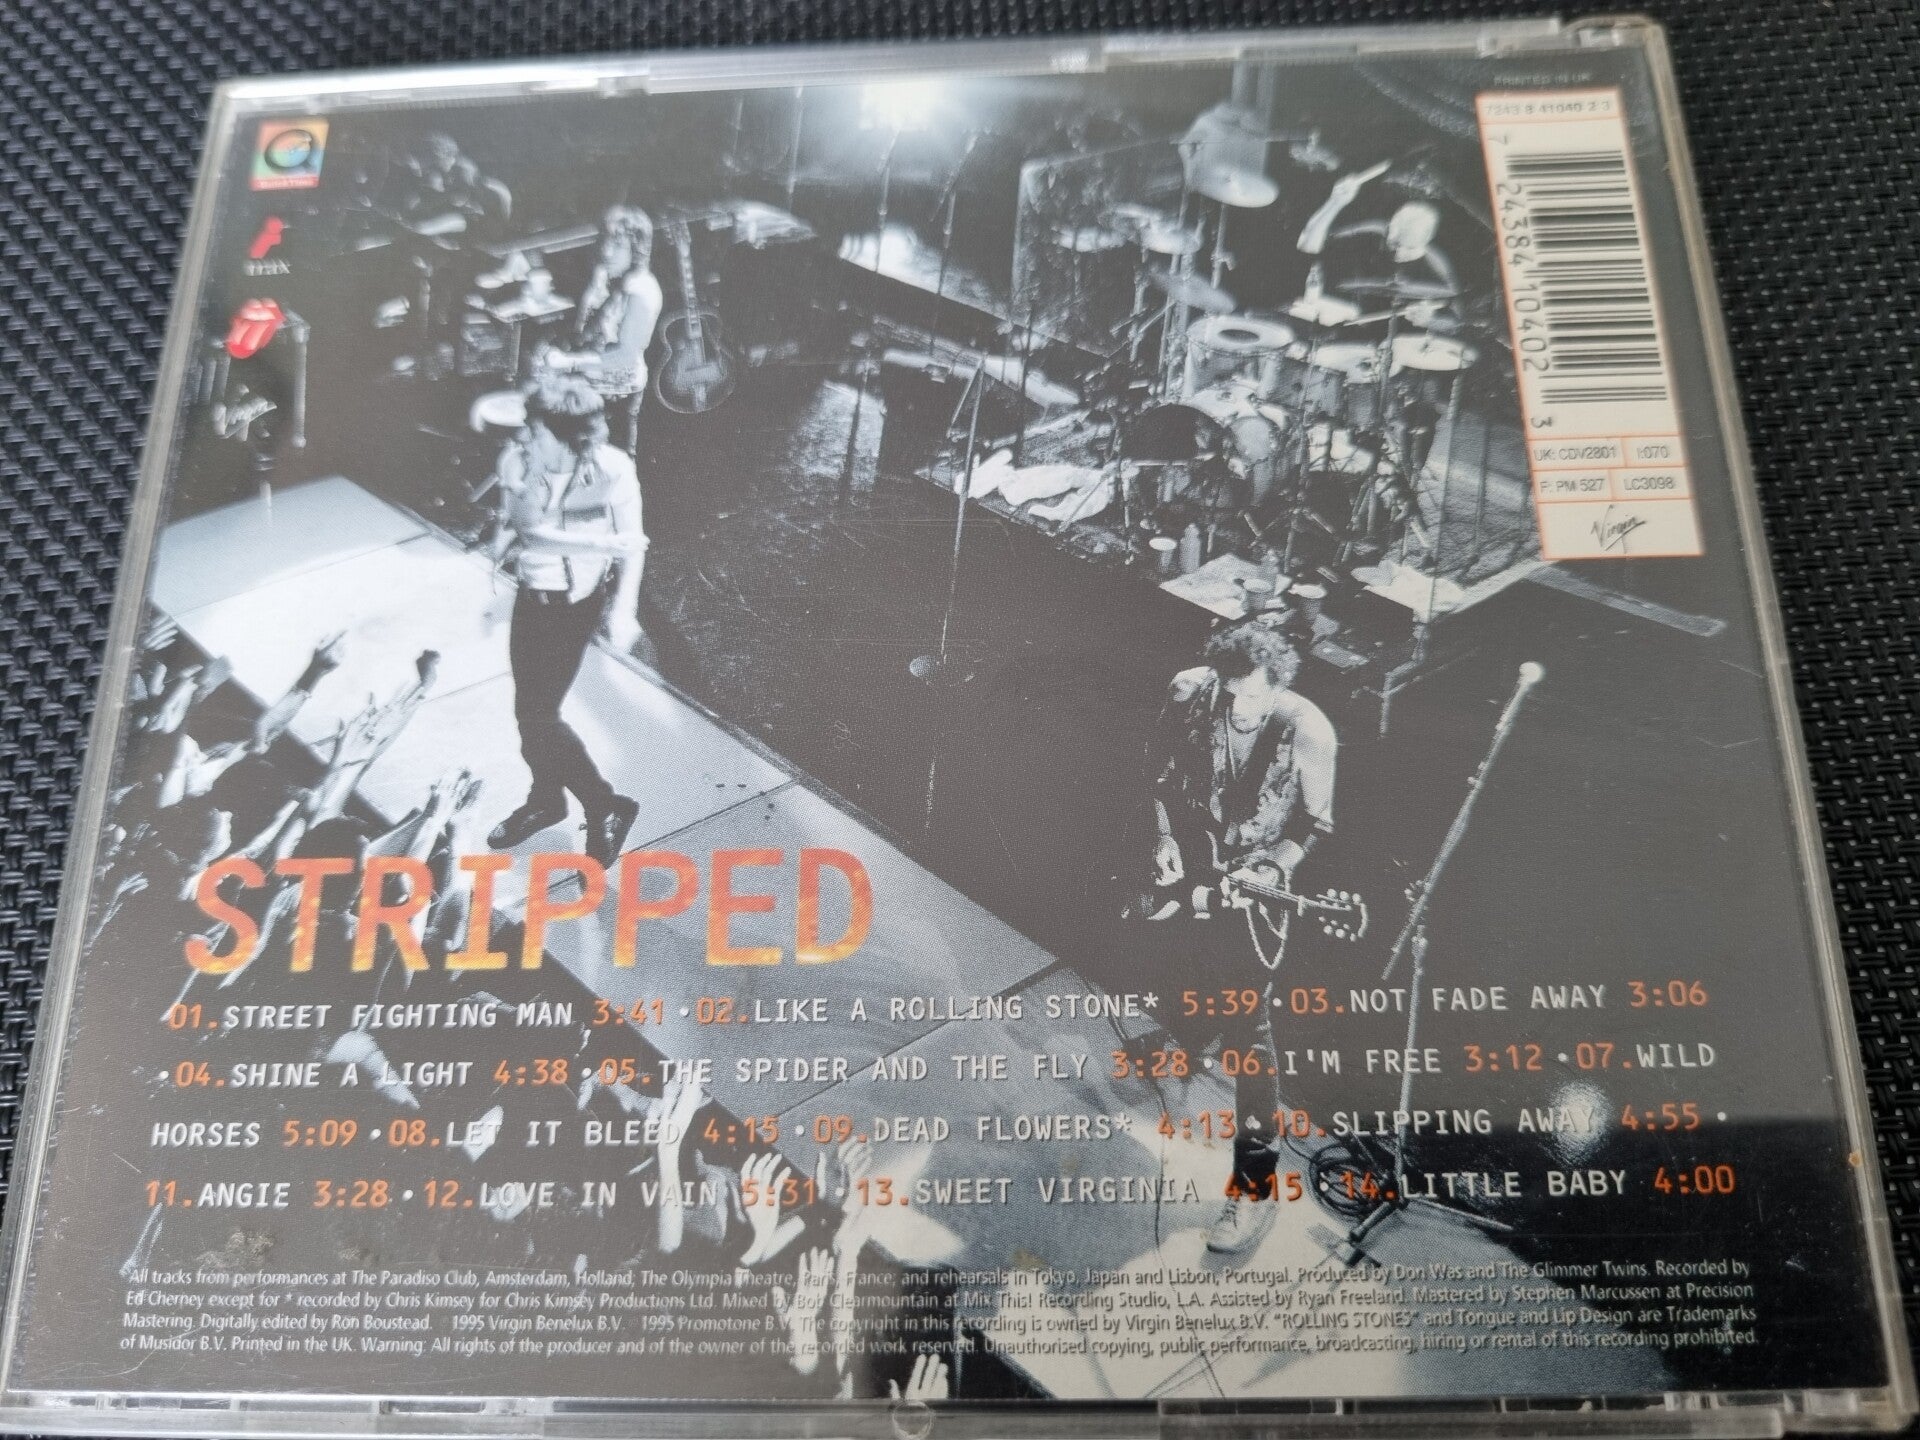 PRINTED IN UK
7243 8 41040 2 3
7 24384 10402 3
UK: CDV2801 I:070
F: PM 527 LC3098
Virgin
trax
Virgin
STRIPPED
01.STREET FIGHTING MAN 3:41 • 02.LIKE A ROLLING STONE* 5:39 • 03.NOT FADE AWAY 3:06
• 04.SHINE A LIGHT 4:38 • 05.THE SPIDER AND THE FLY 3:28 • 06.I'M FREE 3:12 • 07.WILD
HORSES 5:09 • 08.LET IT BLEED 4:15 • 09.DEAD FLOWERS* 4:13 • 10.SLIPPING AWAY 4:55 •
11.ANGIE 3:28 • 12.LOVE IN VAIN 5:31 • 13.SWEET VIRGINIA 4:15 • 14.LITTLE BABY 4:00
All tracks from performances at The Paradiso Club, Amsterdam, Holland, The Olympia Theatre, Paris, France, and rehearsals in Tokyo, Japan and Lisbon, Portugal. Produced by Don Was and The Glimmer Twins. Recorded by
Ed Cherney except for * recorded by Chris Kimsey for Chris Kimsey Productions Ltd. Mixed by Bob Clearmountain at Mix This! Recording Studio, L.A. Assisted by Ryan Freeland. Mastered by Stephen Marcussen at Precision
Mastering. Digitally edited by Ron Boustead. 1995 Virgin Benelux B.V. 1995 Promotone B.V. The copyright in this recording is owned by Virgin Benelux B.V. "ROLLING STONES" and Tongue and Lip Design are Trademarks
of Musidor B.V. Printed in the UK. Warning: All rights of the producer and of the owner of the recorded work reserved. Unauthorised copying, public performance, broadcasting, hiring or rental of this recording prohibited.